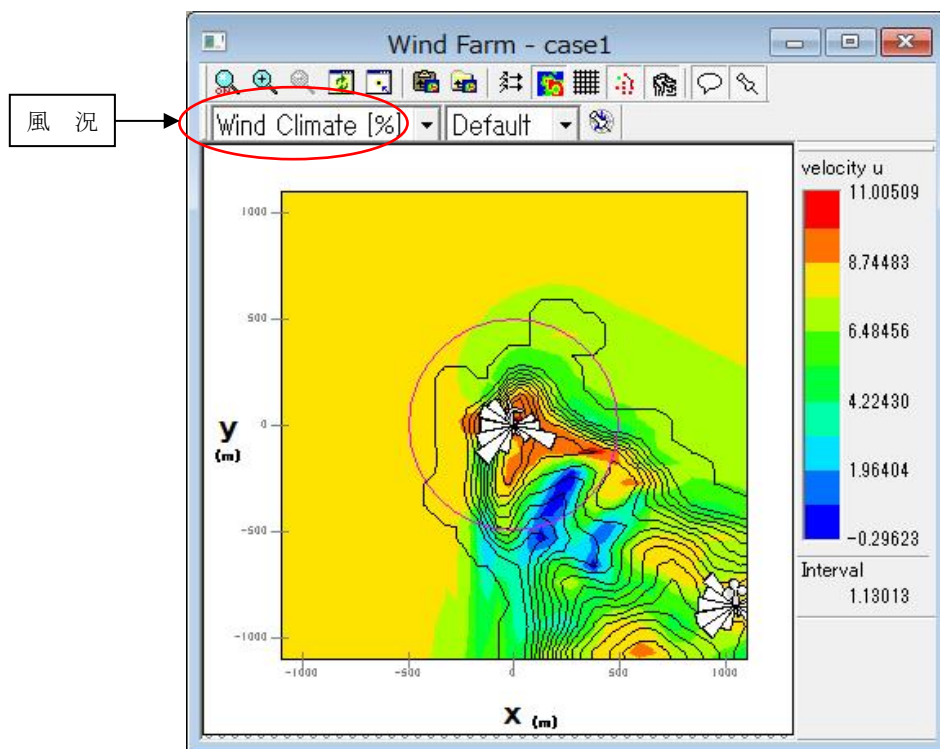 Wind Farm - case1
風 況
Wind Climate [%]
Default
velocity u
11.00509
8.74483
6.48456
4.22430
1.96404
-0.29623
Interval
1.13013
1000
500
0
-500
-1000
y
(m)
-1000
-500
0
500
1000
x (m)